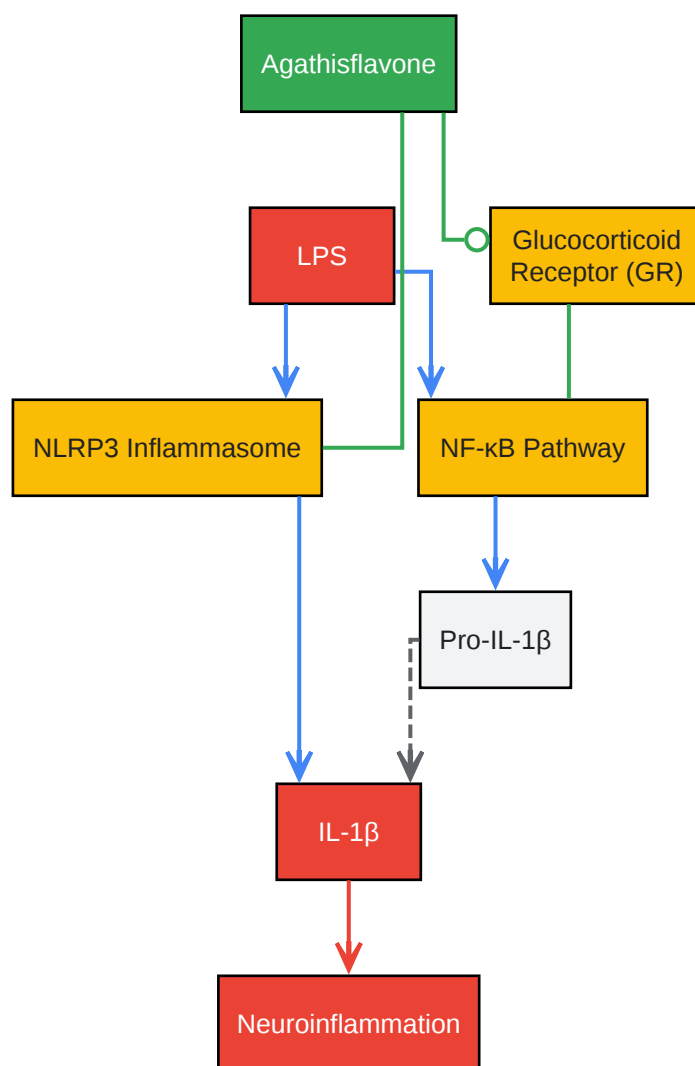 Agathisflavone
LPS
Glucocorticoid
Receptor (GR)
NLRP3 Inflammasome
NF-κB Pathway
Pro-IL-1β
IL-1β
Neuroinflammation